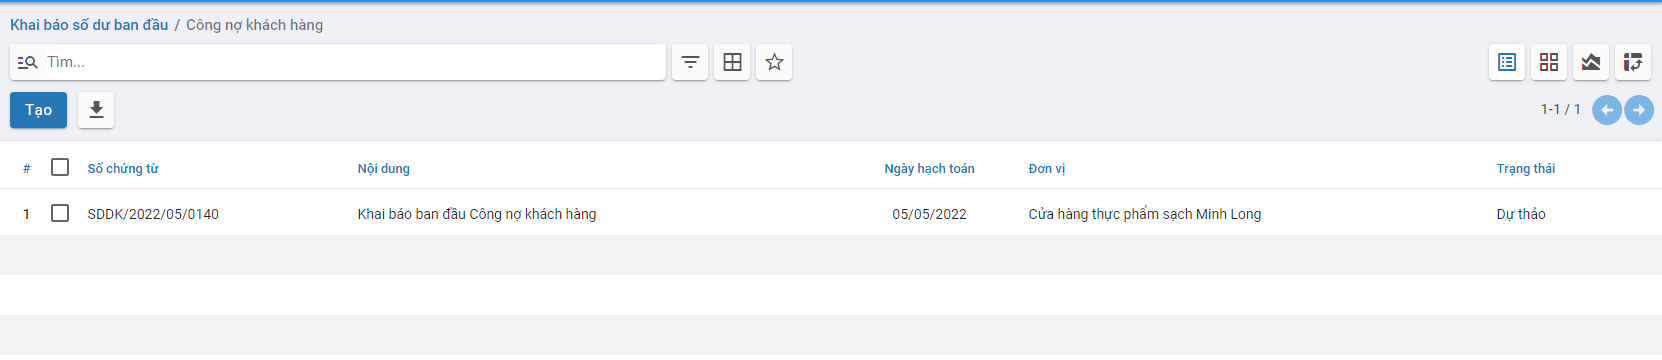 Khai báo số dư ban đầu / Công nợ khách hàng
Tìm...
Tạo
1-1 / 1
# Số chứng từ Nội dung Ngày hạch toán Đơn vị Trạng thái
1 SDDK/2022/05/0140 Khai báo ban đầu Công nợ khách hàng 05/05/2022 Cửa hàng thực phẩm sạch Minh Long Dự thảo